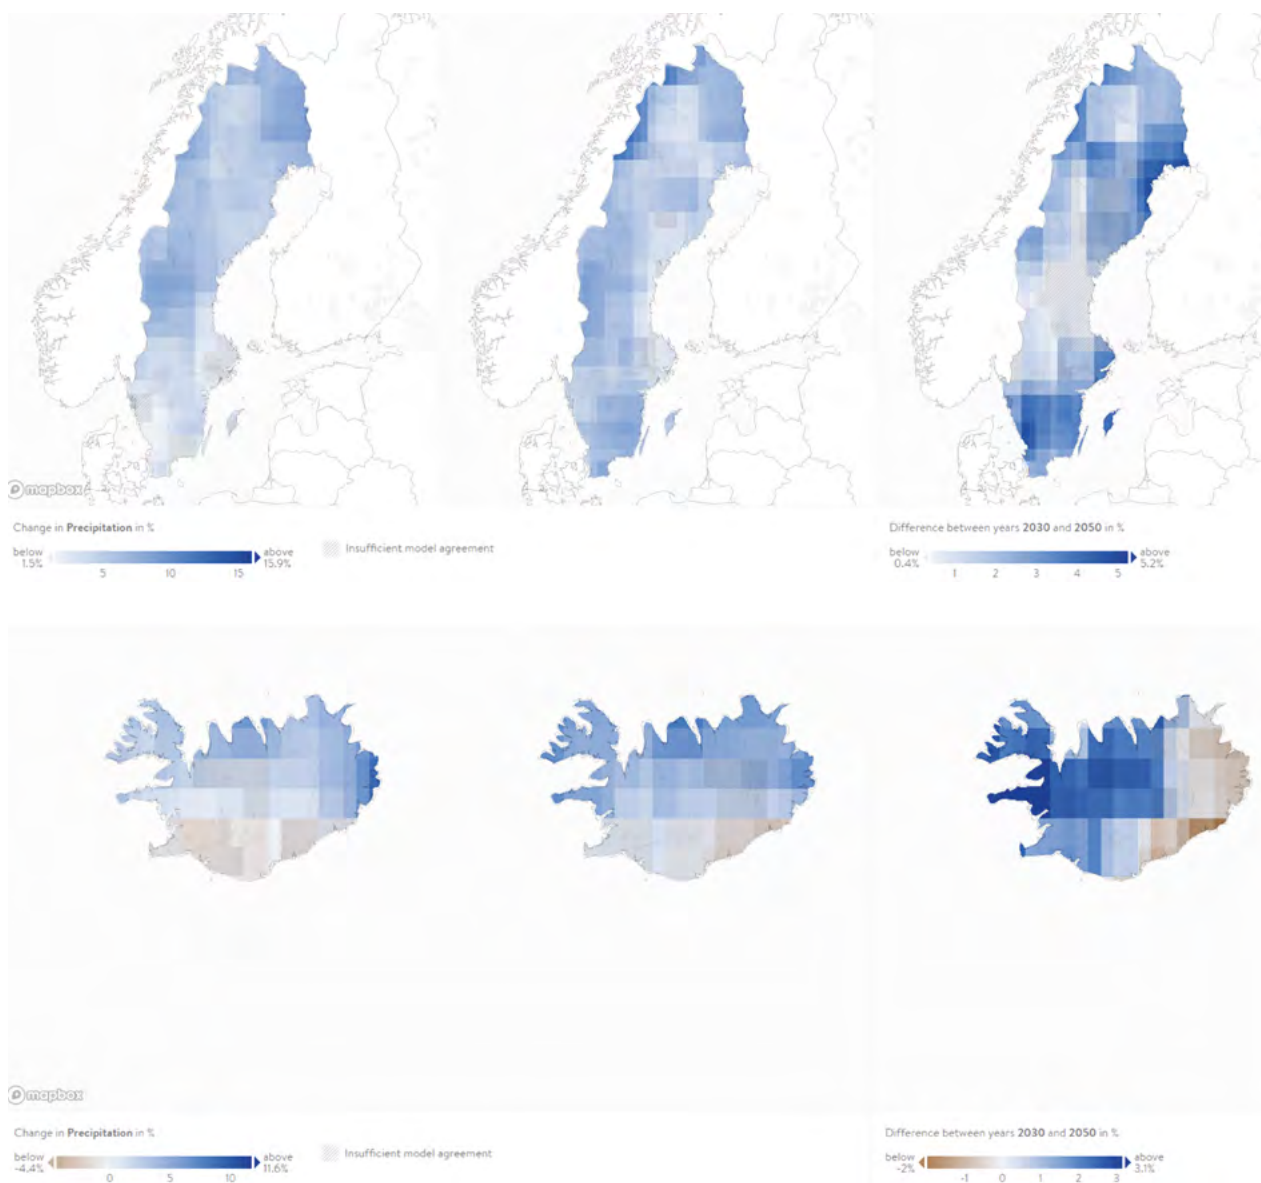 mapbox
Change in Precipitation in %
below
1.5%
above
15.9%
5 10 15
Insufficient model agreement
Difference between years 2030 and 2050 in %
below
0.4%
above
5.2%
1 2 3 4 5
mapbox
Change in Precipitation in %
below
-4.4%
above
11.6%
0 5 10
Insufficient model agreement
Difference between years 2030 and 2050 in %
below
-2%
above
3.1%
-1 0 1 2 3